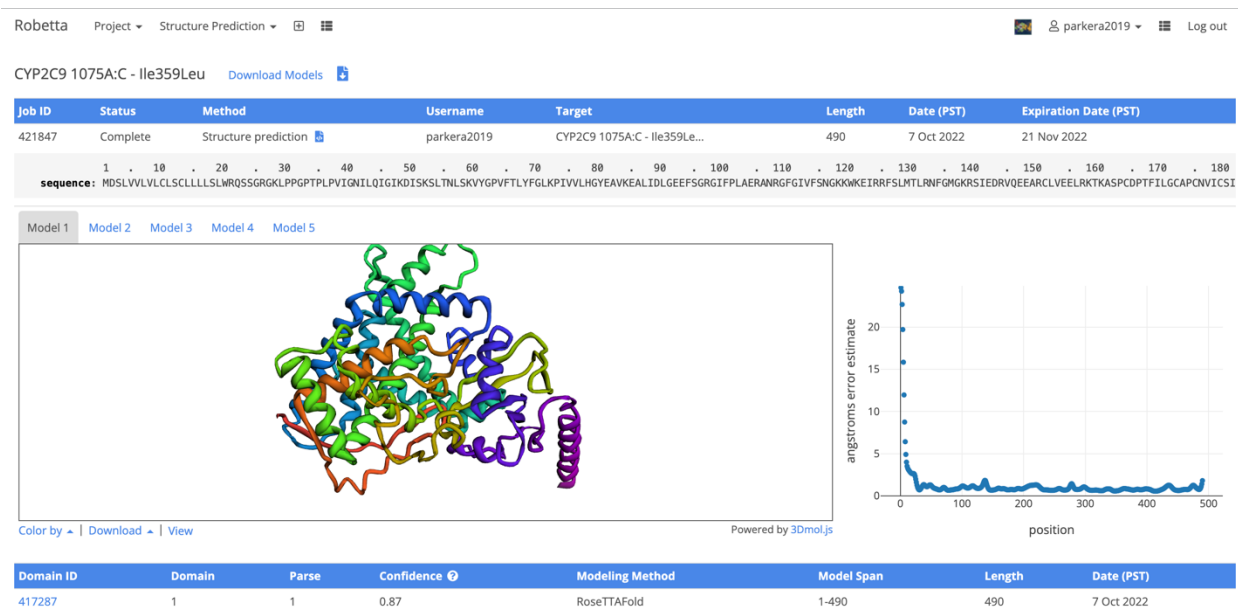 Robetta Project Structure Prediction parkera2019 Log out
CYP2C9 1075A:C - Ile359Leu Download Models
Job ID Status Method Username Target Length Date (PST) Expiration Date (PST)
421847 Complete Structure prediction parkera2019 CYP2C9 1075A:C - Ile359Le... 490 7 Oct 2022 21 Nov 2022
1 . 10 . 20 . 30 . 40 . 50 . 60 . 70 . 80 . 90 . 100 . 110 . 120 . 130 . 140 . 150 . 160 . 170 . 180
sequence: MDSLVVLVLCLSCLLLLSLWRQSSGRGKLPPGPTPLPVIGNILQIGIKDISKSLTNLSKVYGPVFTLYFGLKPIVVLHGYEAVKEALIDLGEEFSGRGIFPLAERANRGFGIVFSNGKKWKEIRRFSLMTLRNFGMGKRSIEDRVQEEARCLVEELRKTKASPCDPTFILGCAPCNVICSI
Model 1 Model 2 Model 3 Model 4 Model 5
angstroms error estimate
20
15
10
5
0
0 100 200 300 400 500
position
Color by | Download | View Powered by 3Dmol.js
Domain ID Domain Parse Confidence Modeling Method Model Span Length Date (PST)
417287 1 1 0.87 RoseTTAFold 1-490 490 7 Oct 2022